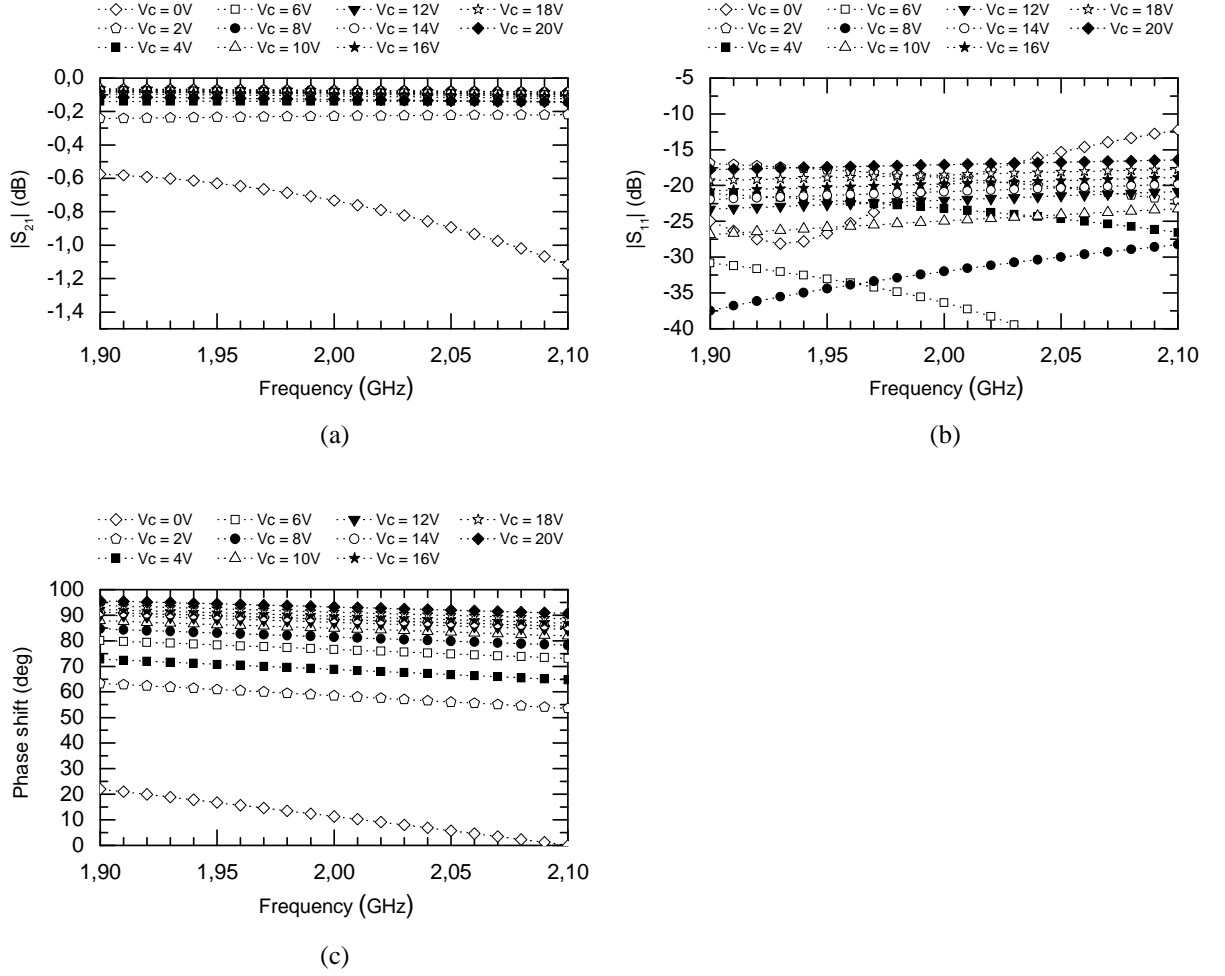 Vc = 0V Vc = 6V Vc = 12V Vc = 18V
Vc = 2V Vc = 8V Vc = 14V Vc = 20V
Vc = 4V Vc = 10V Vc = 16V
0,0
-0,2
-0,4
-0,6
-0,8
-1,0
-1,2
-1,4
|S21| (dB)
1,90 1,95 2,00 2,05 2,10
Frequency (GHz)
(a)
Vc = 0V Vc = 6V Vc = 12V Vc = 18V
Vc = 2V Vc = 8V Vc = 14V Vc = 20V
Vc = 4V Vc = 10V Vc = 16V
-5
-10
-15
-20
-25
-30
-35
-40
|S11| (dB)
1,90 1,95 2,00 2,05 2,10
Frequency (GHz)
(b)
Vc = 0V Vc = 6V Vc = 12V Vc = 18V
Vc = 2V Vc = 8V Vc = 14V Vc = 20V
Vc = 4V Vc = 10V Vc = 16V
100
90
80
70
60
50
40
30
20
10
0
Phase shift (deg)
1,90 1,95 2,00 2,05 2,10
Frequency (GHz)
(c)